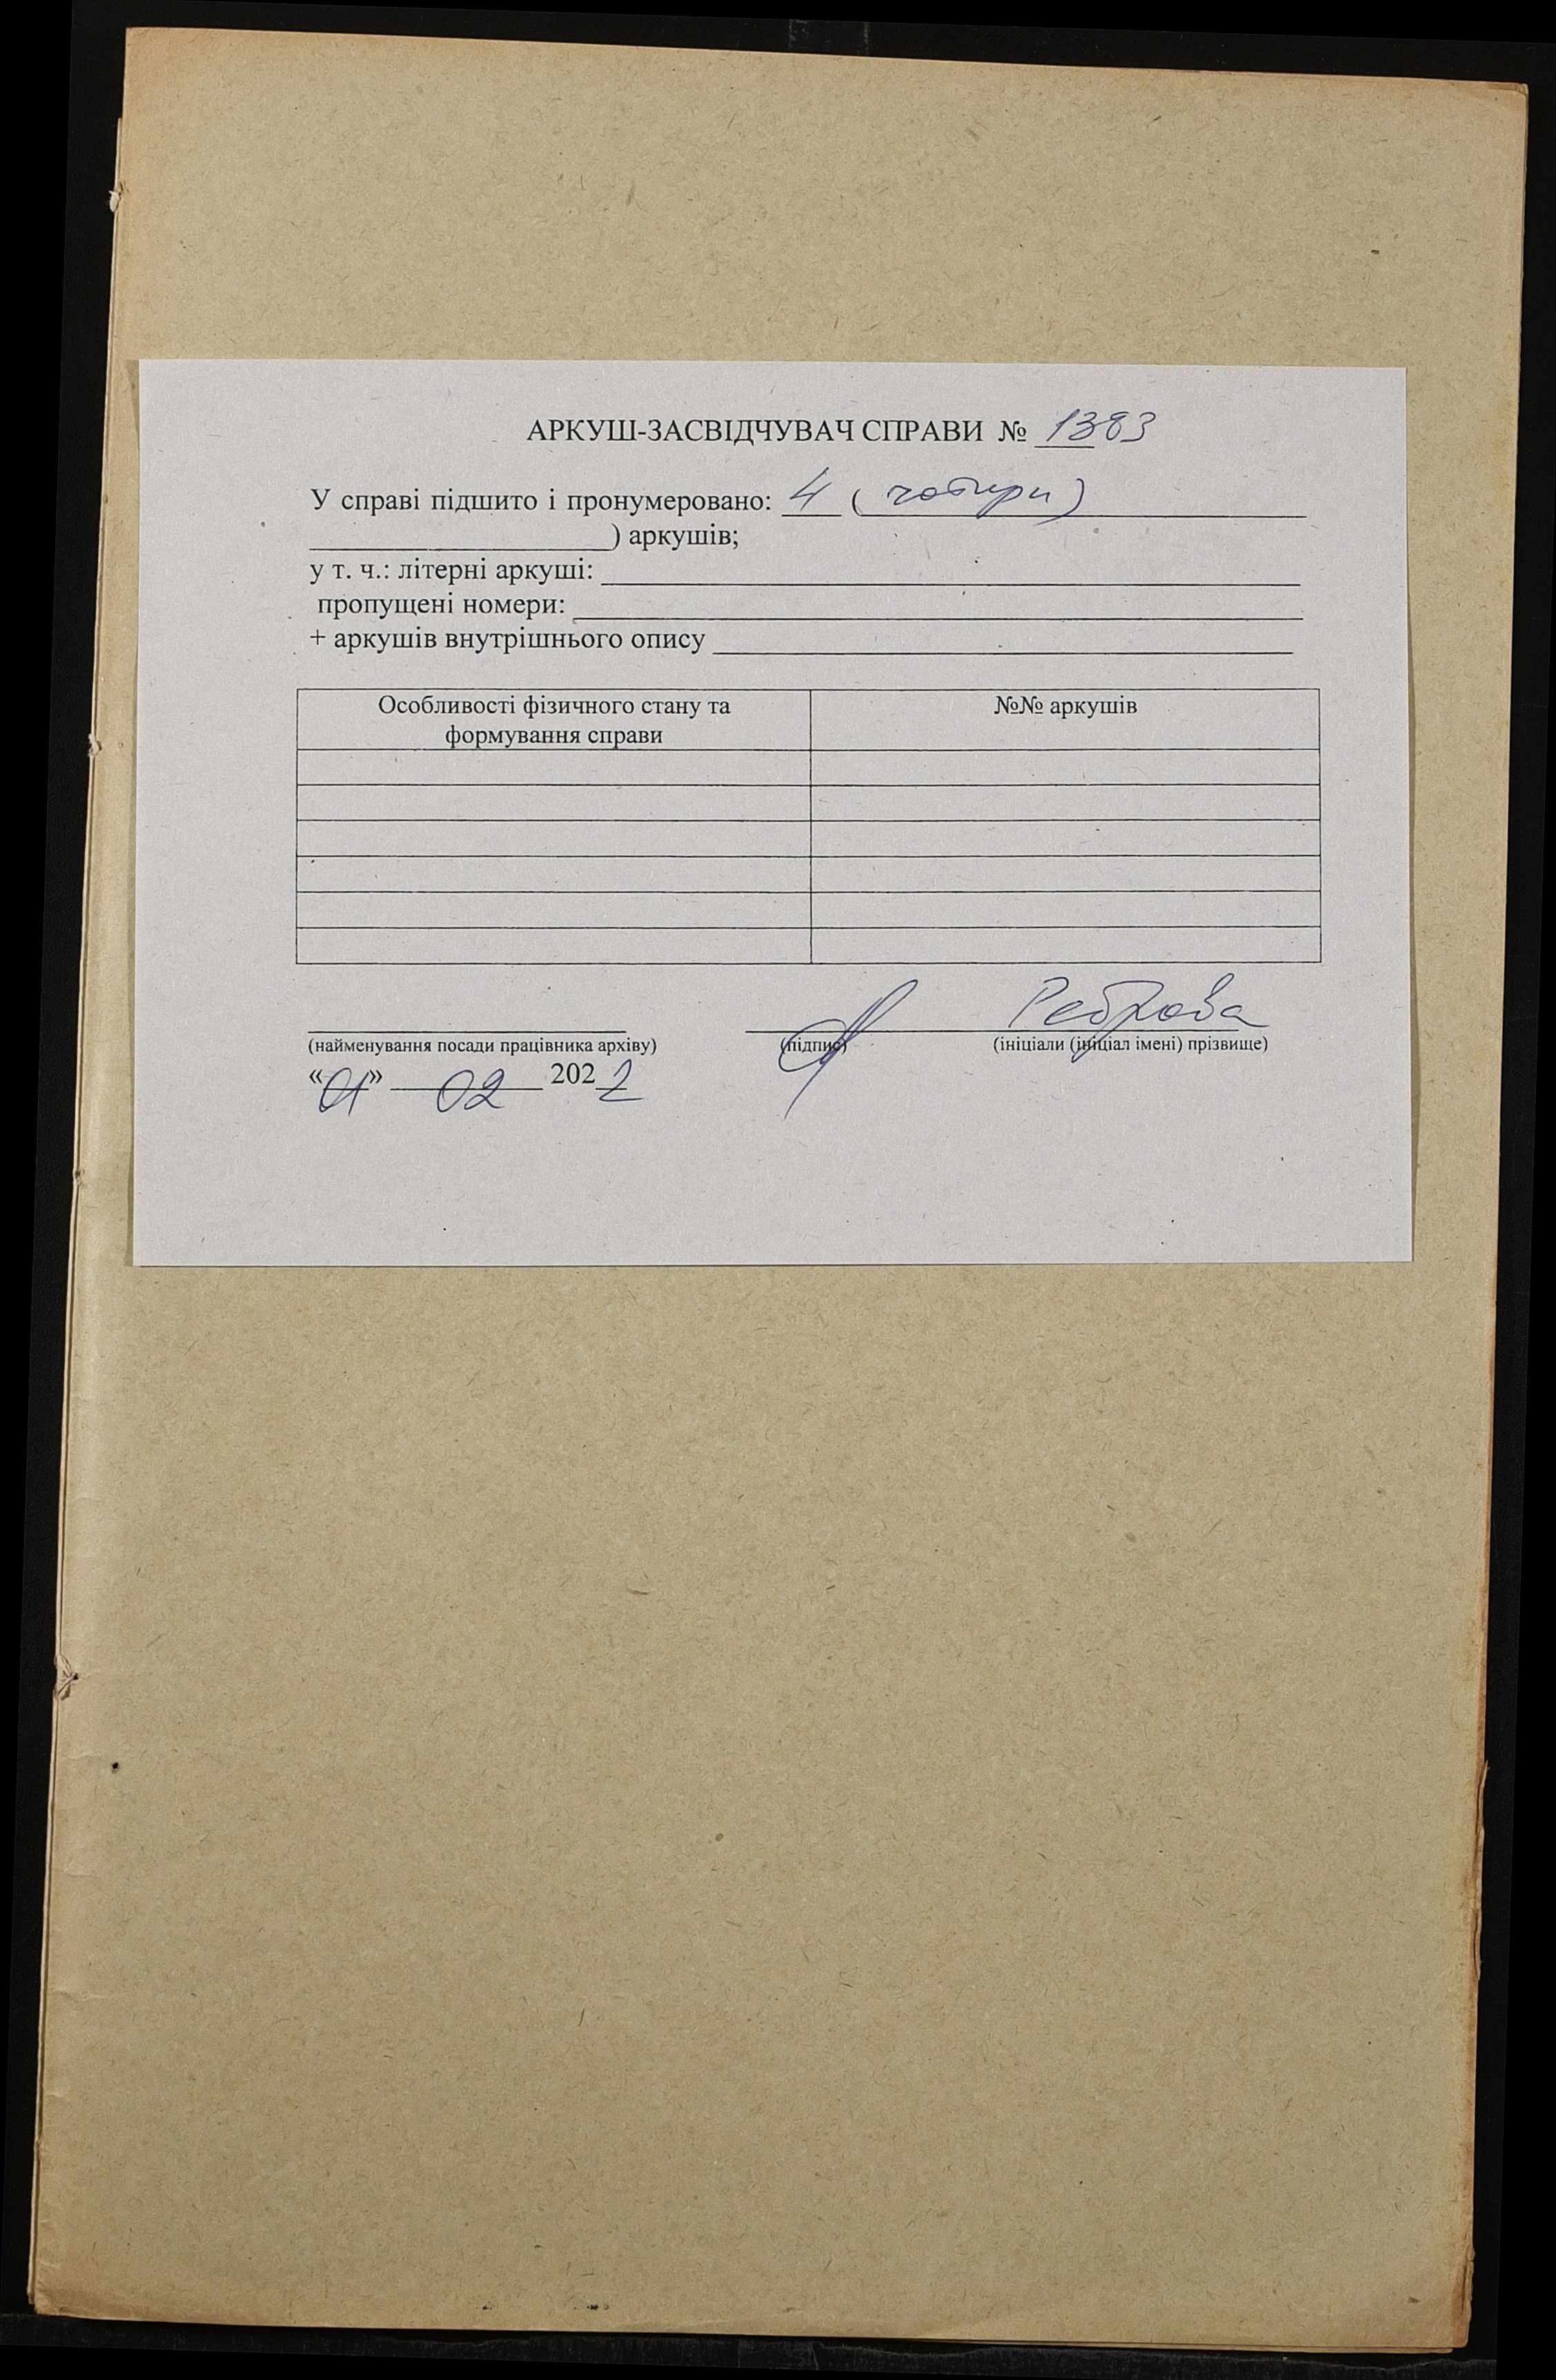 АРКУШ-ЗАСВІДЧУВАЧ СПРАВИ № 1383
У справі підшито і пронумеровано: 4 ( чотири )
) аркушів;
у т. ч.: літерні аркуші:
пропущені номери:
+ аркушів внутрішнього опису
Особливості фізичного стану та №№ аркушів
формування справи
Реброва
(найменування посади працівника архіву) (підпис) (ініціали (ініціал імені) прізвище)
«01» 02 2022